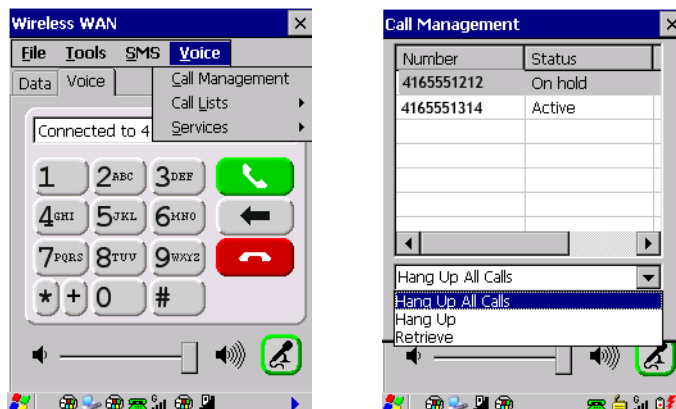 Wireless WAN
File Tools SMS Voice
Data Voice
Call Management
Call Lists
Services
Connected to 4
1 2ABC 3DEF
4GHI 5JKL 6MNO
7PQRS 8TUV 9WXYZ
* + 0 #
Call Management
Number Status
4165551212 On hold
4165551314 Active
Hang Up All Calls
Hang Up All Calls
Hang Up
Retrieve